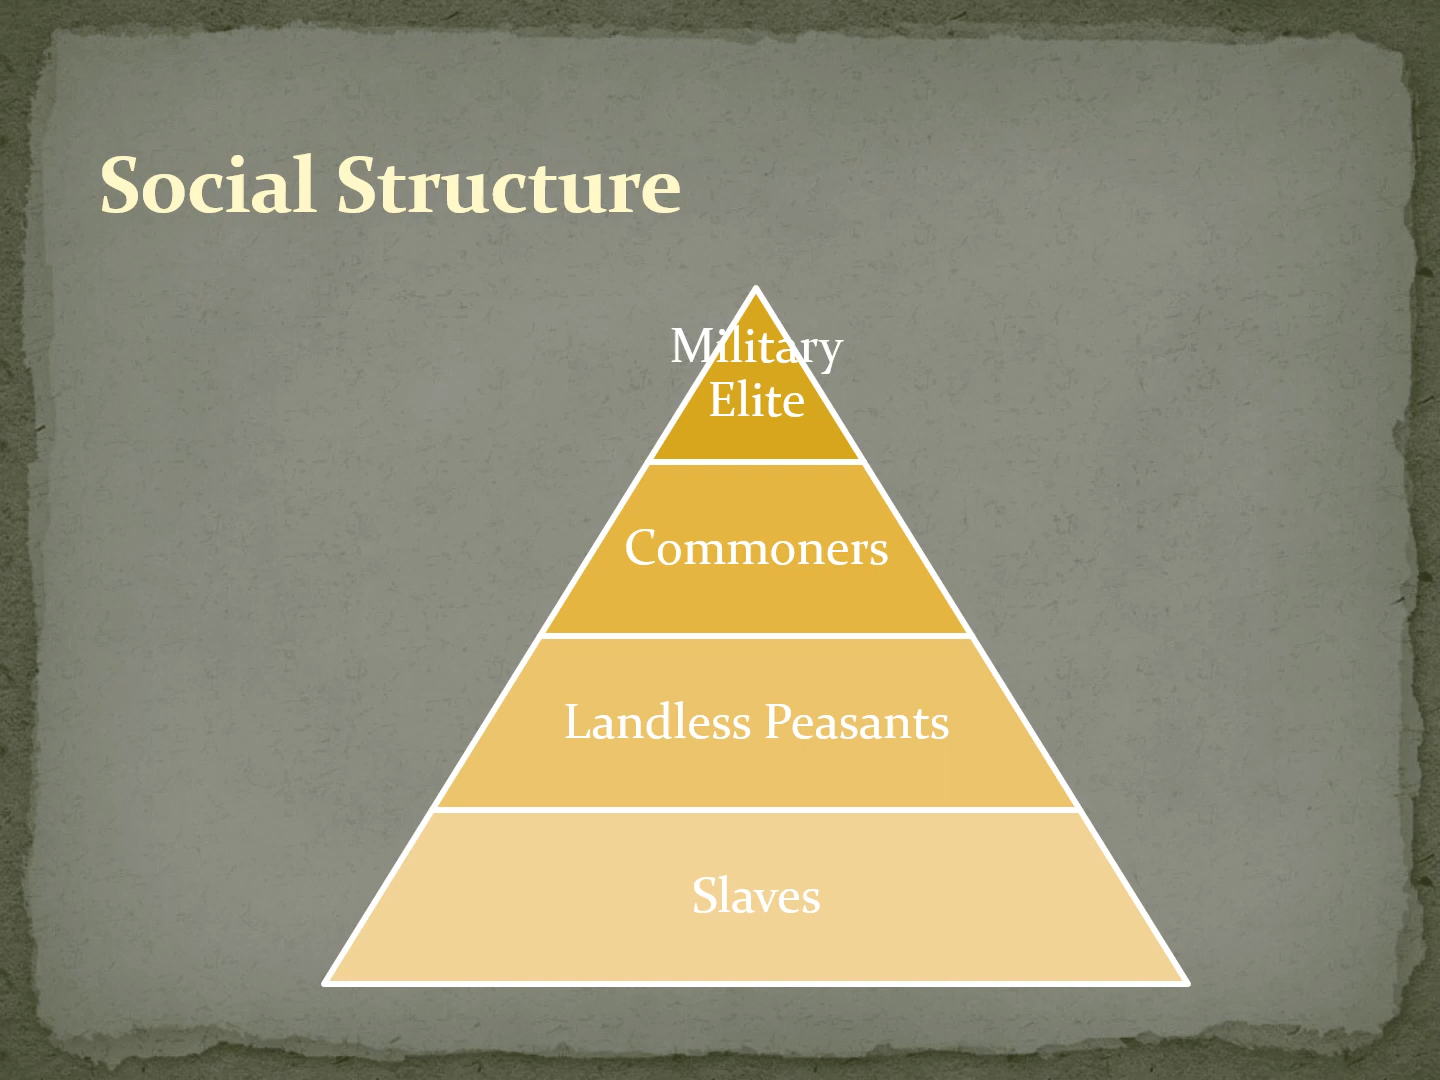 Social Structure
Military
Elite
Commoners
Landless Peasants
Slaves